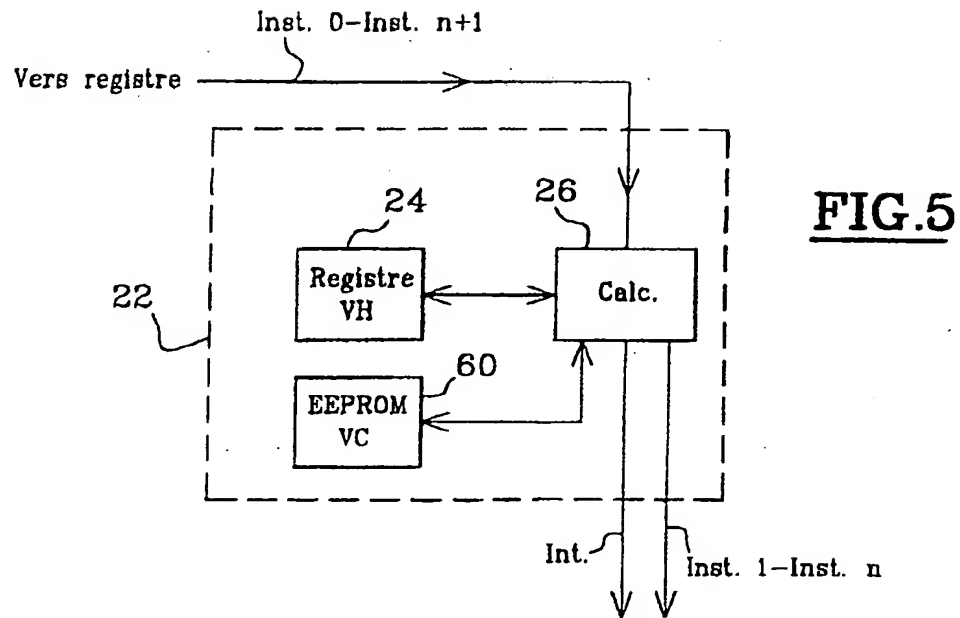 Inst. 0-Inst. n+1
Vers registre
24
26
FIG.5
Registre
VH
Calc.
22
60
EEPROM
VC
Int.
Inst. 1-Inst. n